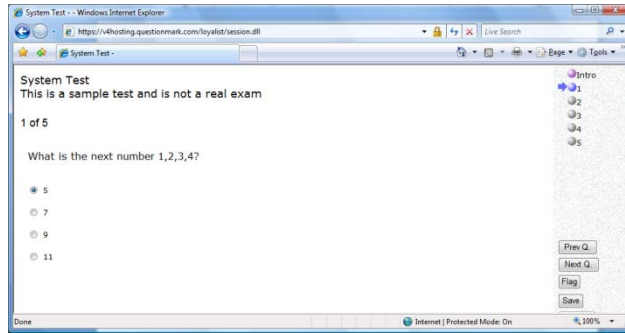 System Test - - Windows Internet Explorer
https://v4hosting.questionmark.com/loyalist/session.dll
Live Search
System Test -
Page Tools
System Test
This is a sample test and is not a real exam
1 of 5
What is the next number 1,2,3,4?
5
7
9
11
Intro
1
2
3
4
5
Prev Q.
Next Q.
Flag
Save
Done
Internet | Protected Mode: On
100%